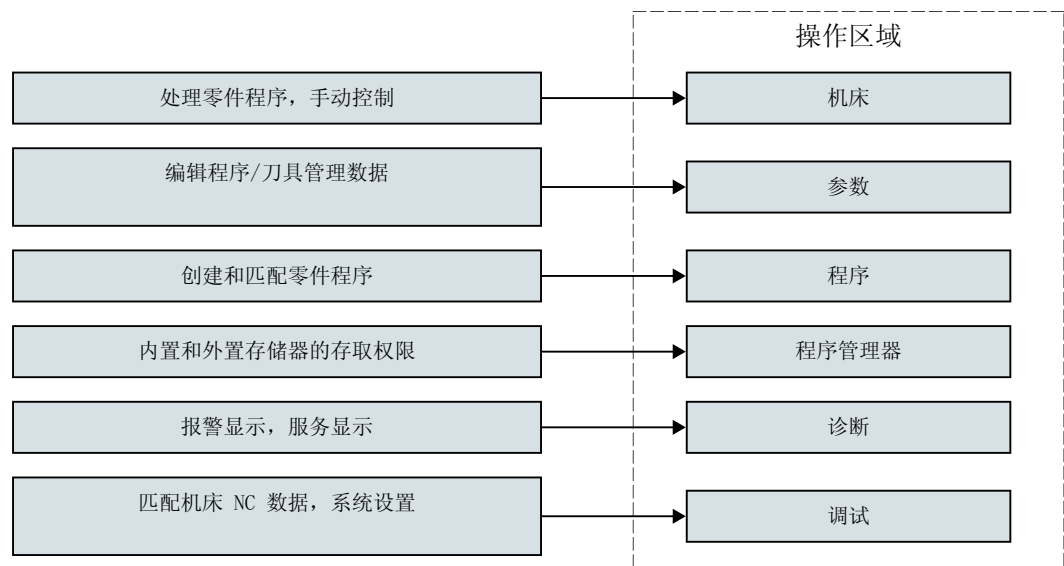 操作区域
处理零件程序，手动控制
机床
编辑程序/刀具管理数据
参数
创建和匹配零件程序
程序
内置和外置存储器的存取权限
程序管理器
报警显示，服务显示
诊断
匹配机床 NC 数据，系统设置
调试